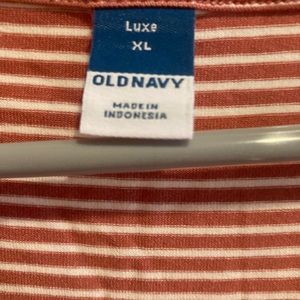 Luxe
XL
OLD NAVY
MADE IN
INDONESIA